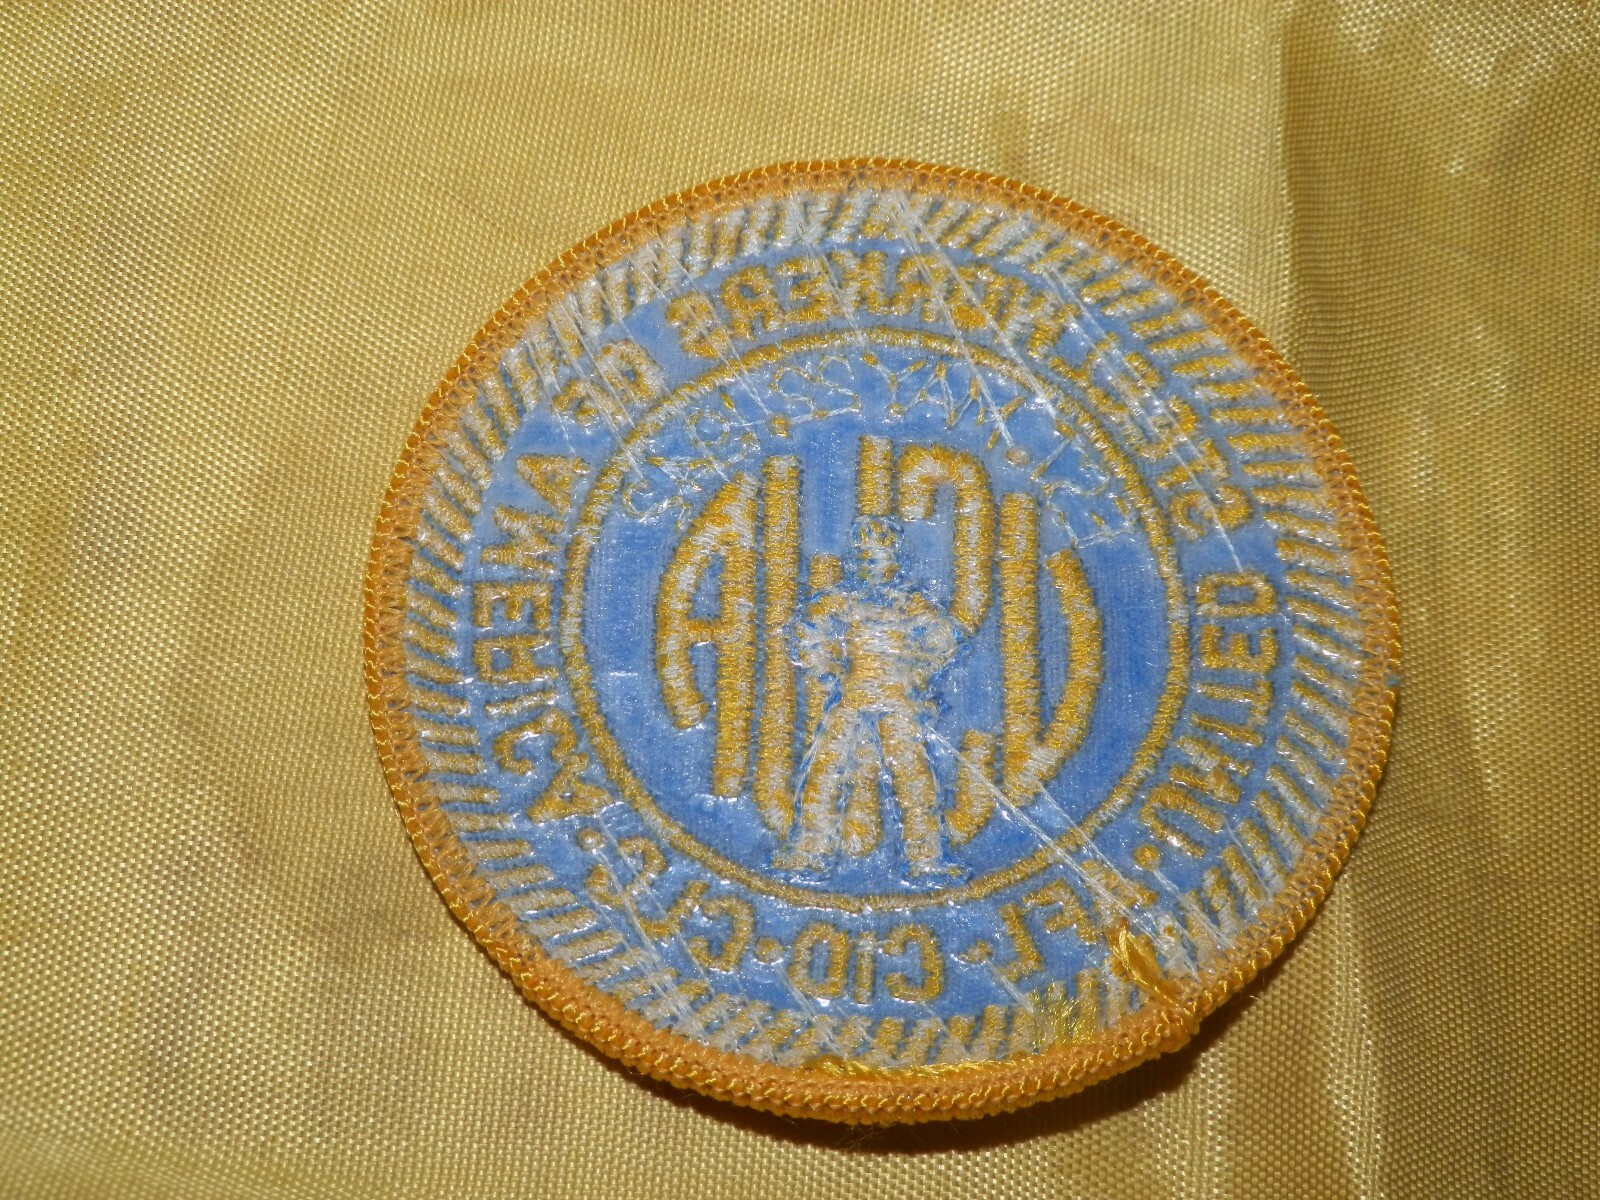 UNITED STEELWORKERS OF AMERICA
AFL·CIO·CLC
USWA